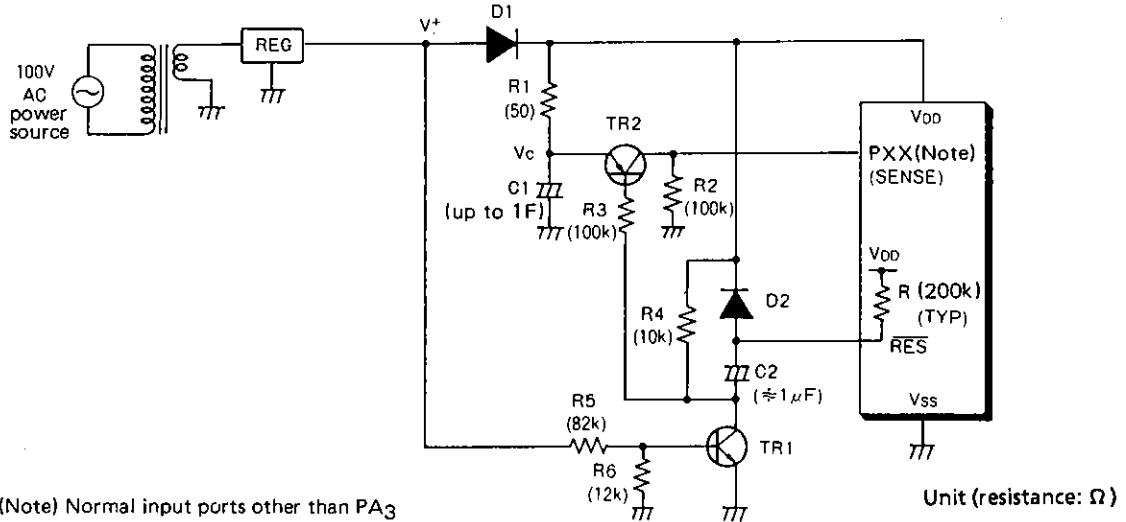 100V
AC
power
source
REG
V⁺
D1
R1
(50)
Vc
C1
(up to 1F)
TR2
R3
(100k)
R2
(100k)
VDD
PXX(Note)
(SENSE)
VDD
R (200k)
(TYP)
R4
(10k)
D2
RES
C2
(≒1μF)
VSS
R5
(82k)
R6
(12k)
TR1
(Note) Normal input ports other than PA3
Unit (resistance: Ω)